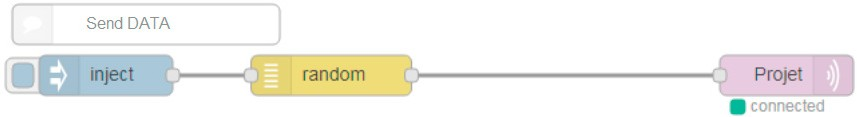 Send DATA
inject
random
Projet
connected